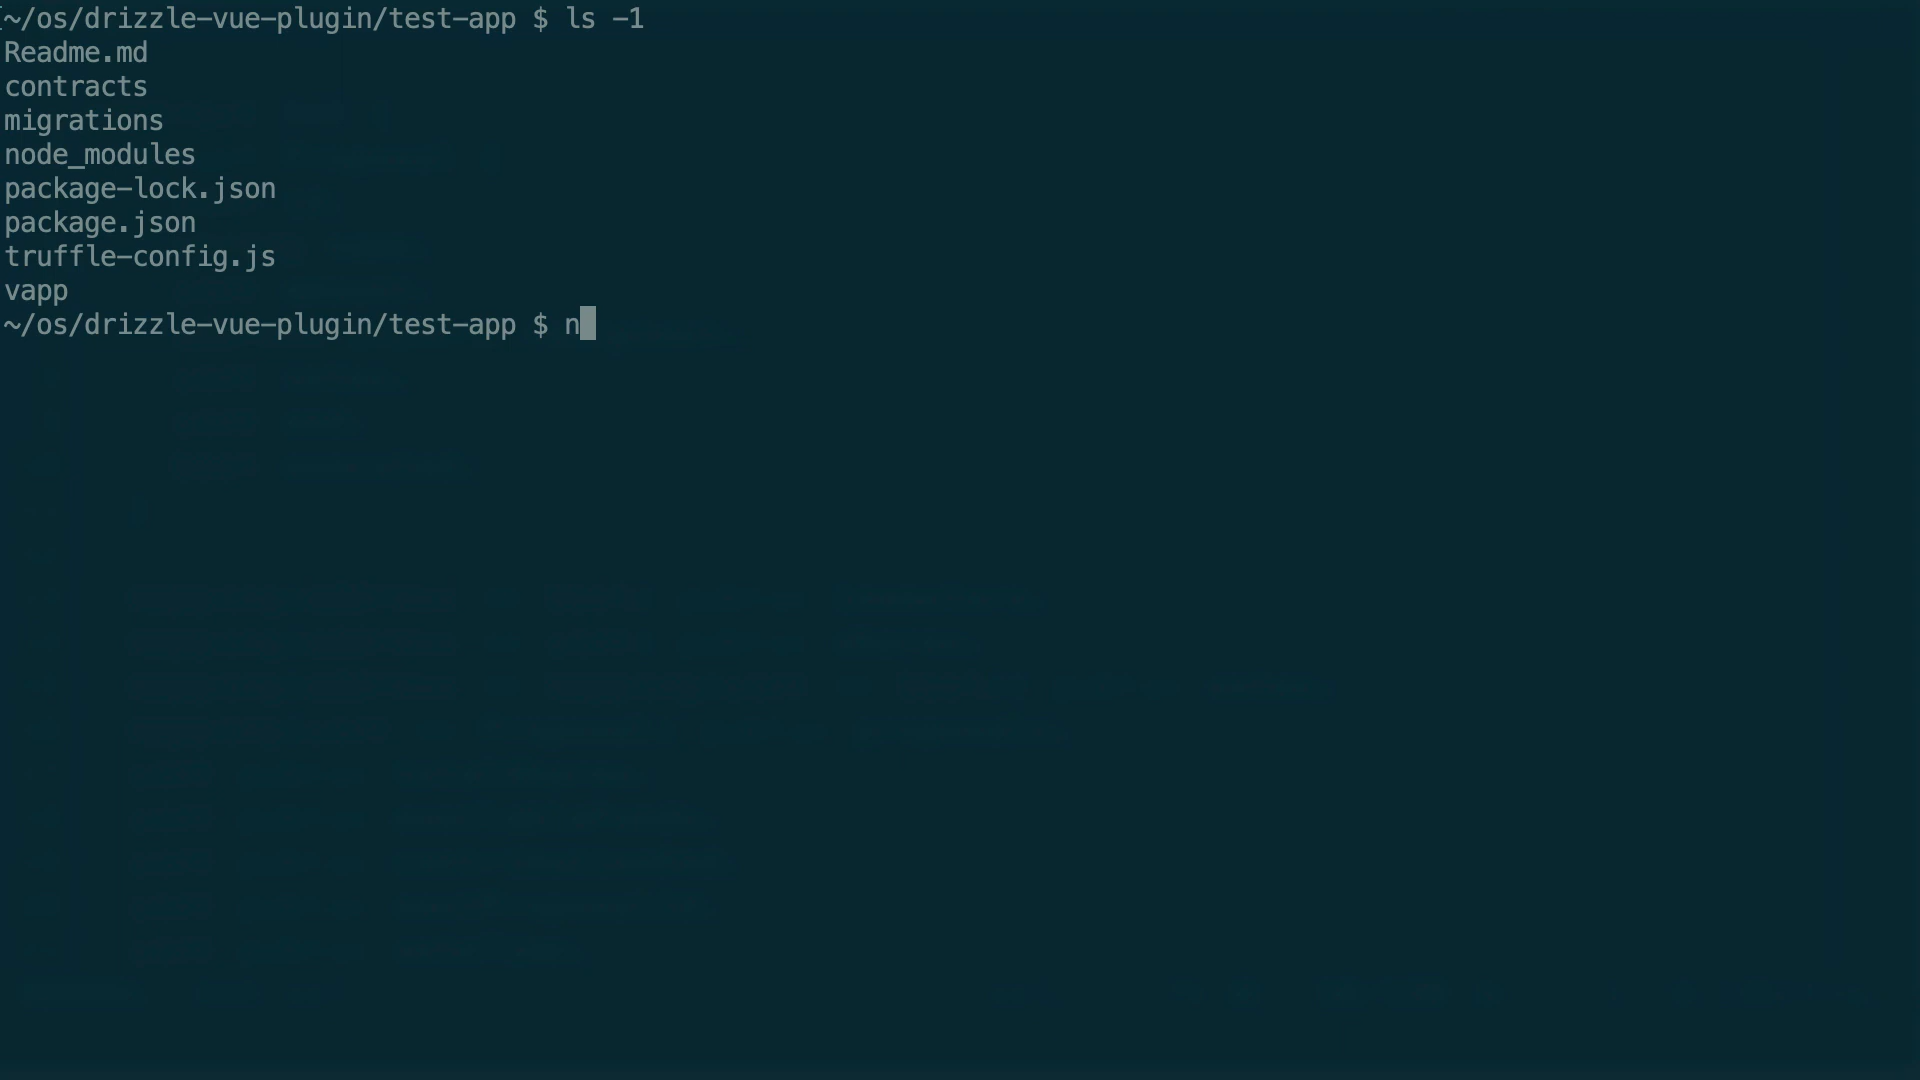 ~/os/drizzle-vue-plugin/test-app $ ls -1
Readme.md
contracts
migrations
node_modules
package-lock.json
package.json
truffle-config.js
vapp
~/os/drizzle-vue-plugin/test-app $ n